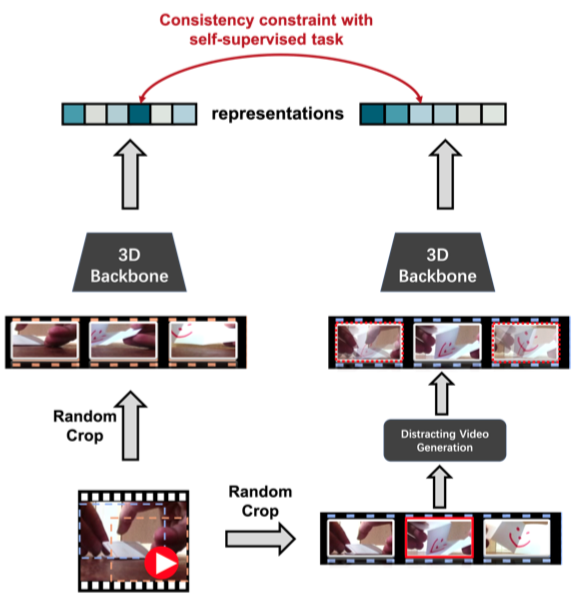 Consistency constraint with
self-supervised task
representations
3D
Backbone
3D
Backbone
Random
Crop
Distracting Video
Generation
Random
Crop